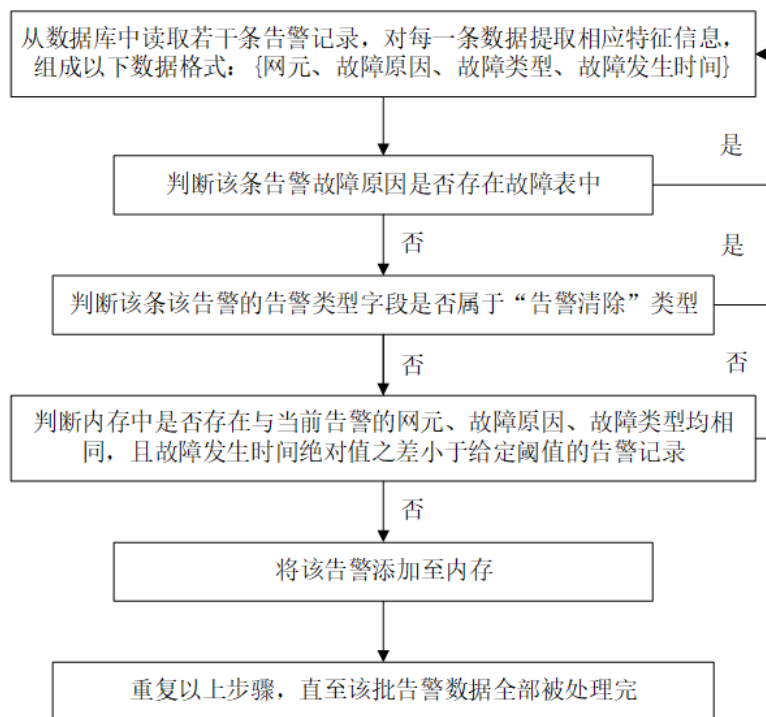 从数据库中读取若干条告警记录，对每一条数据提取相应特征信息，
组成以下数据格式：{网元、故障原因、故障类型、故障发生时间}
是
判断该条告警故障原因是否存在故障表中
否
是
判断该条该告警的告警类型字段是否属于“告警清除”类型
否
否
判断内存中是否存在与当前告警的网元、故障原因、故障类型均相
同，且故障发生时间绝对值之差小于给定阈值的告警记录
否
将该告警添加至内存
重复以上步骤，直至该批告警数据全部被处理完